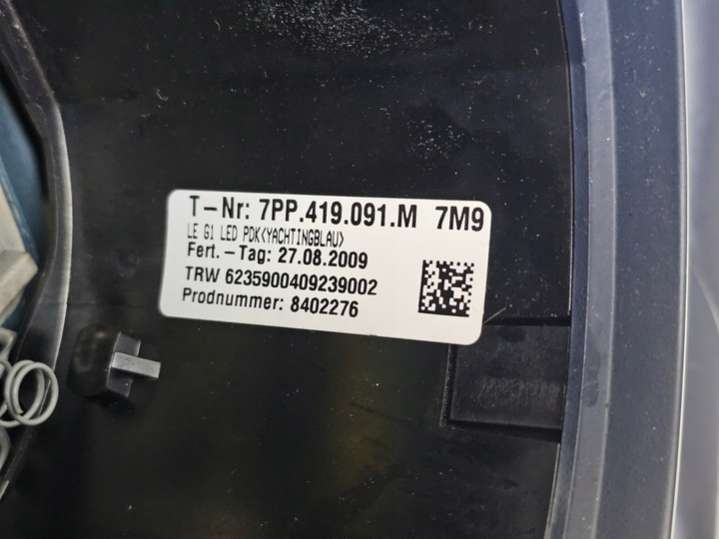 T-Nr: 7PP.419.091.M 7M9
LE G1 LED PDK<YACHTINGBLAU>
Fert.-Tag: 27.08.2009
TRW 6235900409239002
Prodnummer: 8402276